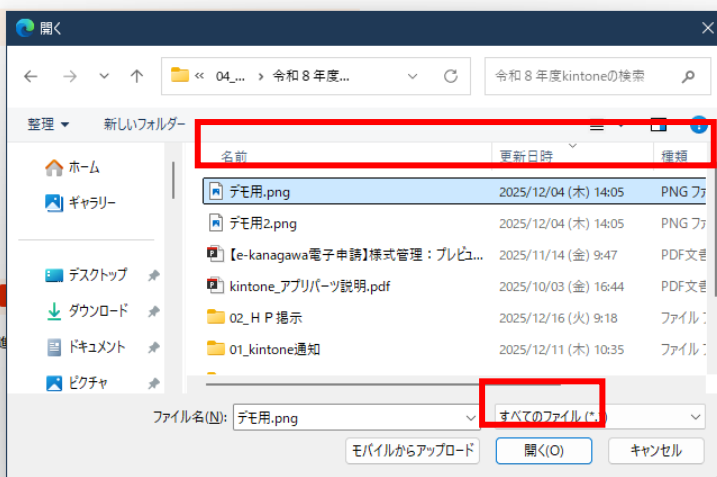 開く
04_... 令和８年度...
令和８年度kintoneの検索
整理 新しいフォルダー
名前 更新日時 種類
ホーム
ギャラリー
デスクトップ
ダウンロード
ドキュメント
ピクチャ
デモ用.png 2025/12/04 (木) 14:05 PNG
デモ用2.png 2025/12/04 (木) 14:05 PNG
【e-kanagawa電子申請】様式管理：プレビュ... 2025/11/14 (金) 9:47 PDF文
kintone_アプリパーツ説明.pdf 2025/10/03 (金) 16:44 PDF文
02_ＨＰ掲示 2025/12/16 (火) 9:18 ファイル
01_kintone通知 2025/12/11 (木) 10:35 ファイル
ファイル名(N): デモ用.png すべてのファイル (*.
モバイルからアップロード 開く(O) キャンセル